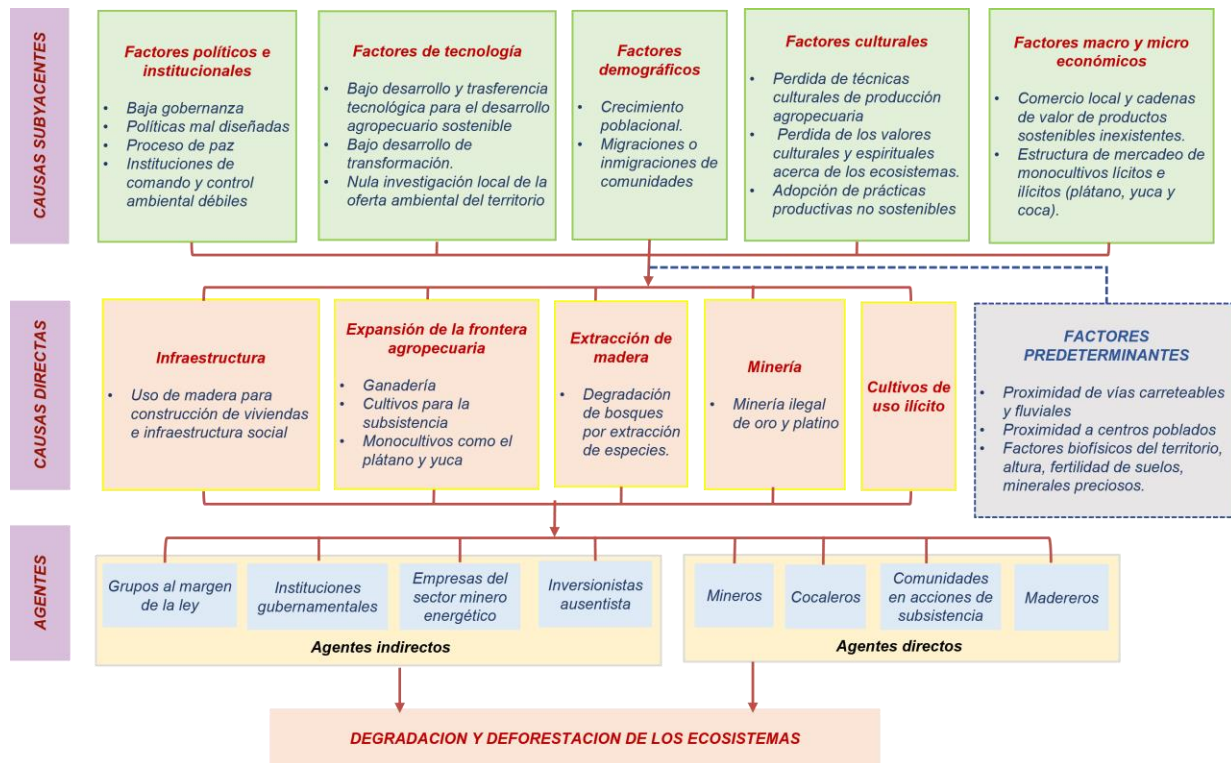 CAUSAS SUBYACENTES
Factores políticos e
institucionales
• Baja gobernanza
• Políticas mal diseñadas
• Proceso de paz
• Instituciones de
comando y control
ambiental débiles
Factores de tecnología
• Bajo desarrollo y trasferencia
tecnológica para el desarrollo
agropecuario sostenible
• Bajo desarrollo de
transformación.
• Nula investigación local de la
oferta ambiental del territorio
Factores
demográficos
• Crecimiento
poblacional.
• Migraciones o
inmigraciones de
comunidades
Factores culturales
• Perdida de técnicas
culturales de producción
agropecuaria
• Perdida de los valores
culturales y espirituales
acerca de los ecosistemas.
• Adopción de prácticas
productivas no sostenibles
Factores macro y micro
económicos
• Comercio local y cadenas
de valor de productos
sostenibles inexistentes.
• Estructura de mercadeo de
monocultivos lícitos e
ilícitos (plátano, yuca y
coca).
CAUSAS DIRECTAS
Infraestructura
• Uso de madera para
construcción de viviendas
e infraestructura social
Expansión de la frontera
agropecuaria
• Ganadería
• Cultivos para la
subsistencia
• Monocultivos como el
plátano y yuca
Extracción de
madera
• Degradación
de bosques
por extracción
de especies.
Minería
• Minería ilegal
de oro y platino
Cultivos de
uso ilícito
FACTORES
PREDETERMINANTES
• Proximidad de vías carreteables
y fluviales
• Proximidad a centros poblados
• Factores biofísicos del territorio,
altura, fertilidad de suelos,
minerales preciosos.
AGENTES
Grupos al margen
de la ley
Instituciones
gubernamentales
Empresas del
sector minero
energético
Inversionistas
ausentista
Agentes indirectos
Mineros
Cocaleros
Comunidades
en acciones de
subsistencia
Madereros
Agentes directos
DEGRADACION Y DEFORESTACION DE LOS ECOSISTEMAS